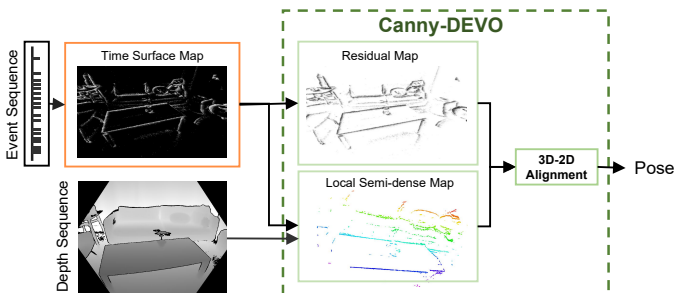 Canny-DEVO
Event Sequence
Time Surface Map
Residual Map
3D-2D
Alignment
Pose
Depth Sequence
Local Semi-dense Map